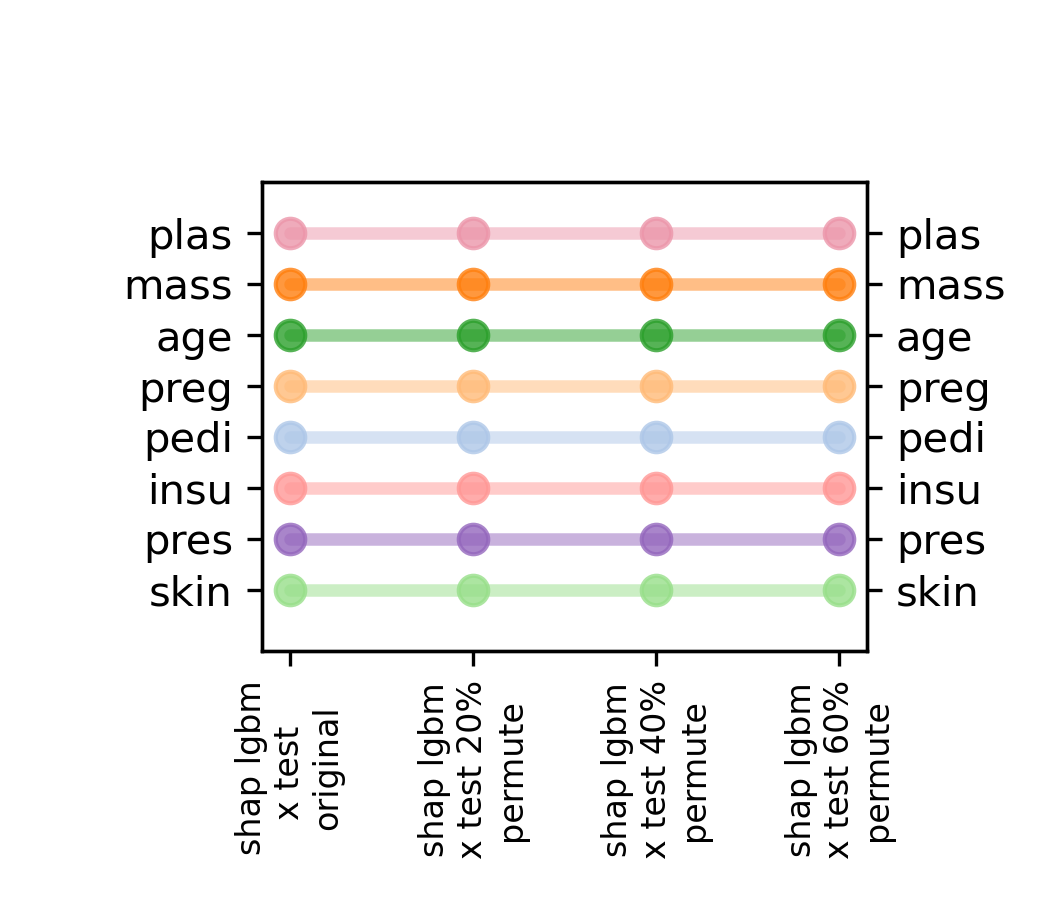 plas plas
mass mass
age age
preg preg
pedi pedi
insu insu
pres pres
skin skin
shap lgbm
x test
original
shap lgbm
x test 20%
permute
shap lgbm
x test 40%
permute
shap lgbm
x test 60%
permute